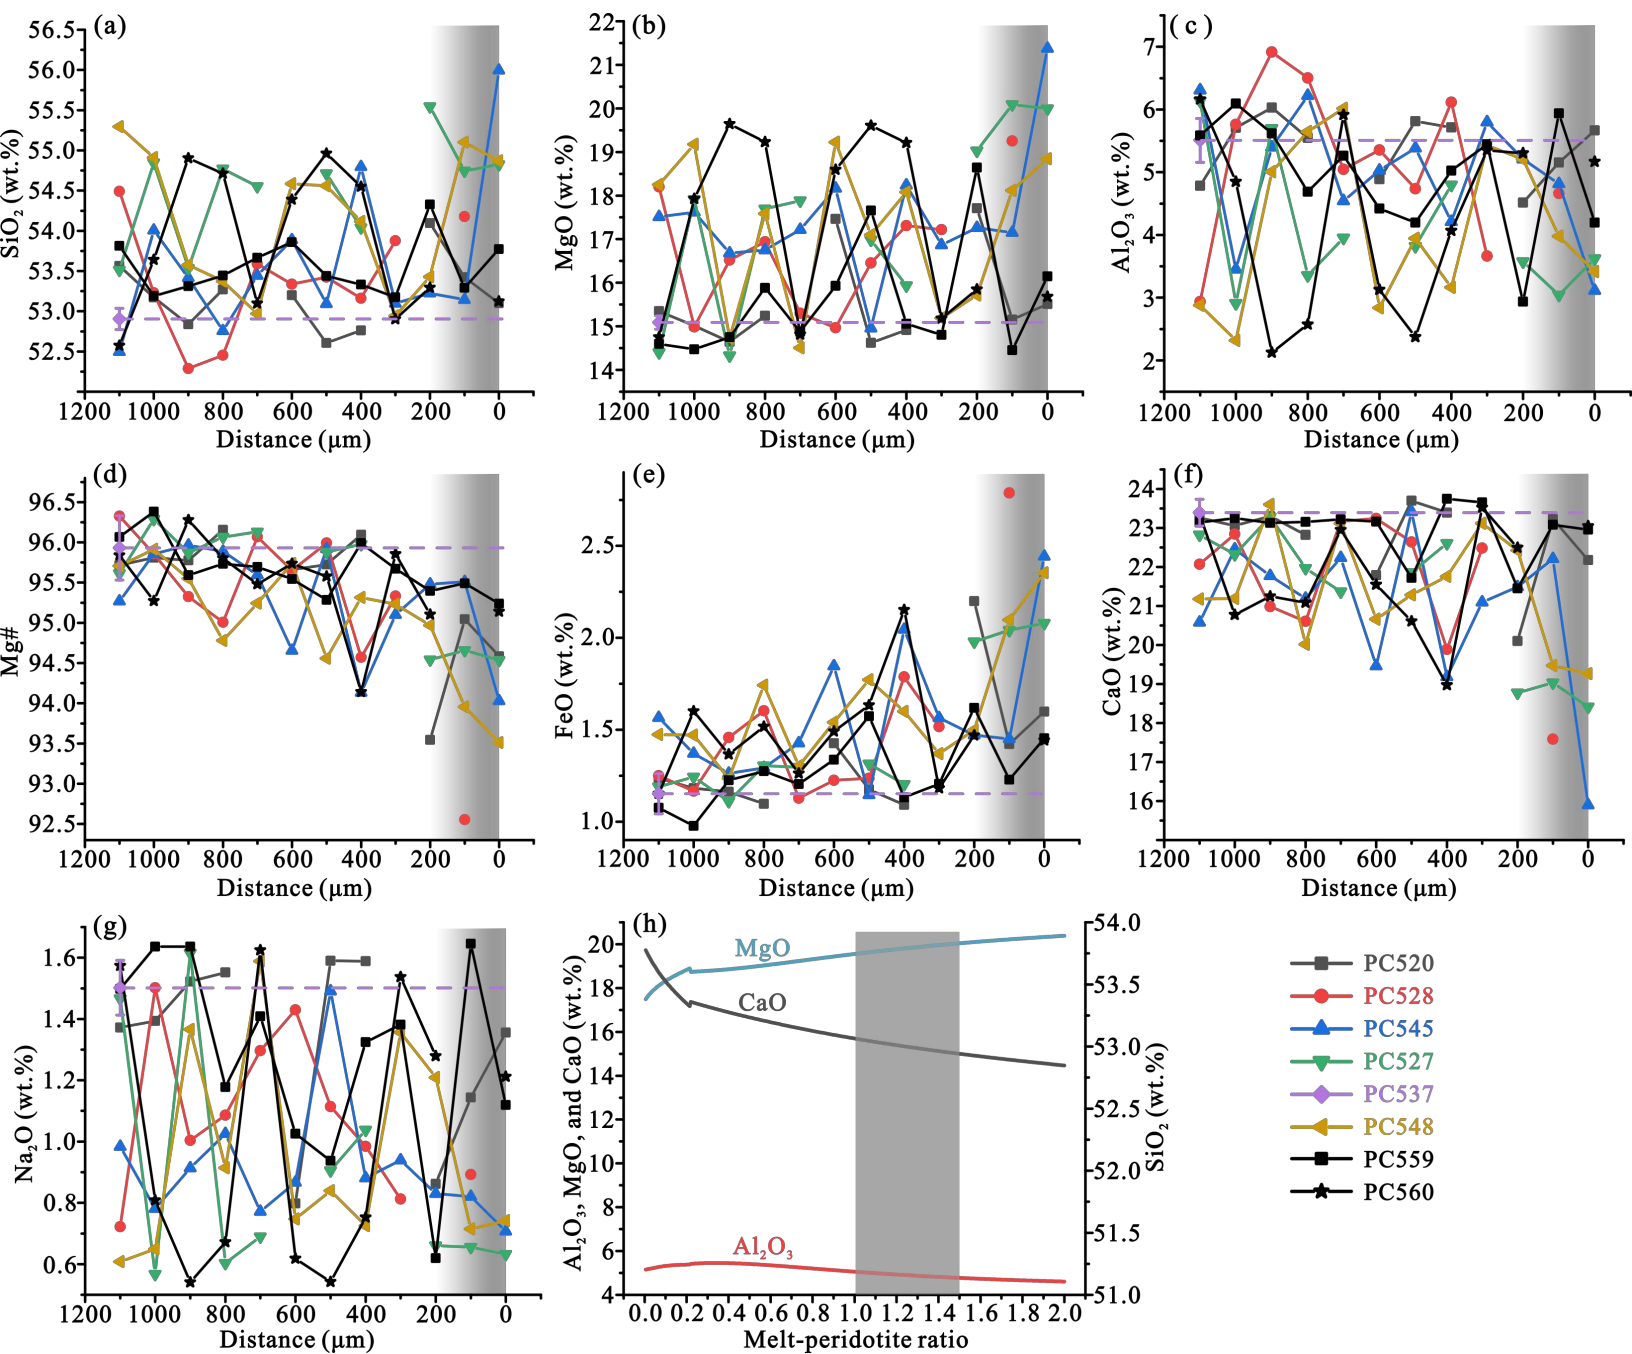 (a)
56.5
56.0
55.5
55.0
54.5
54.0
53.5
53.0
52.5
SiO₂ (wt.%)
1200 1000 800 600 400 200 0
Distance (μm)
(b)
22
21
20
19
18
17
16
15
14
MgO (wt.%)
1200 1000 800 600 400 200 0
Distance (μm)
( c )
7
6
5
4
3
2
Al₂O₃ (wt.%)
1200 1000 800 600 400 200 0
Distance (μm)
(d)
96.5
96.0
95.5
95.0
94.5
94.0
93.5
93.0
92.5
Mg#
1200 1000 800 600 400 200 0
Distance (μm)
(e)
2.5
2.0
1.5
1.0
FeO (wt.%)
1200 1000 800 600 400 200 0
Distance (μm)
(f)
24
23
22
21
20
19
18
17
16
CaO (wt.%)
1200 1000 800 600 400 200 0
Distance (μm)
(g)
1.6
1.4
1.2
1.0
0.8
0.6
Na₂O (wt.%)
1200 1000 800 600 400 200 0
Distance (μm)
(h)
20
18
16
14
12
10
8
6
4
Al₂O₃, MgO, and CaO (wt.%)
MgO
CaO
Al₂O₃
54.0
53.5
53.0
52.5
52.0
51.5
51.0
SiO₂ (wt.%)
0.0 0.2 0.4 0.6 0.8 1.0 1.2 1.4 1.6 1.8 2.0
Melt-peridotite ratio
PC520
PC528
PC545
PC527
PC537
PC548
PC559
PC560